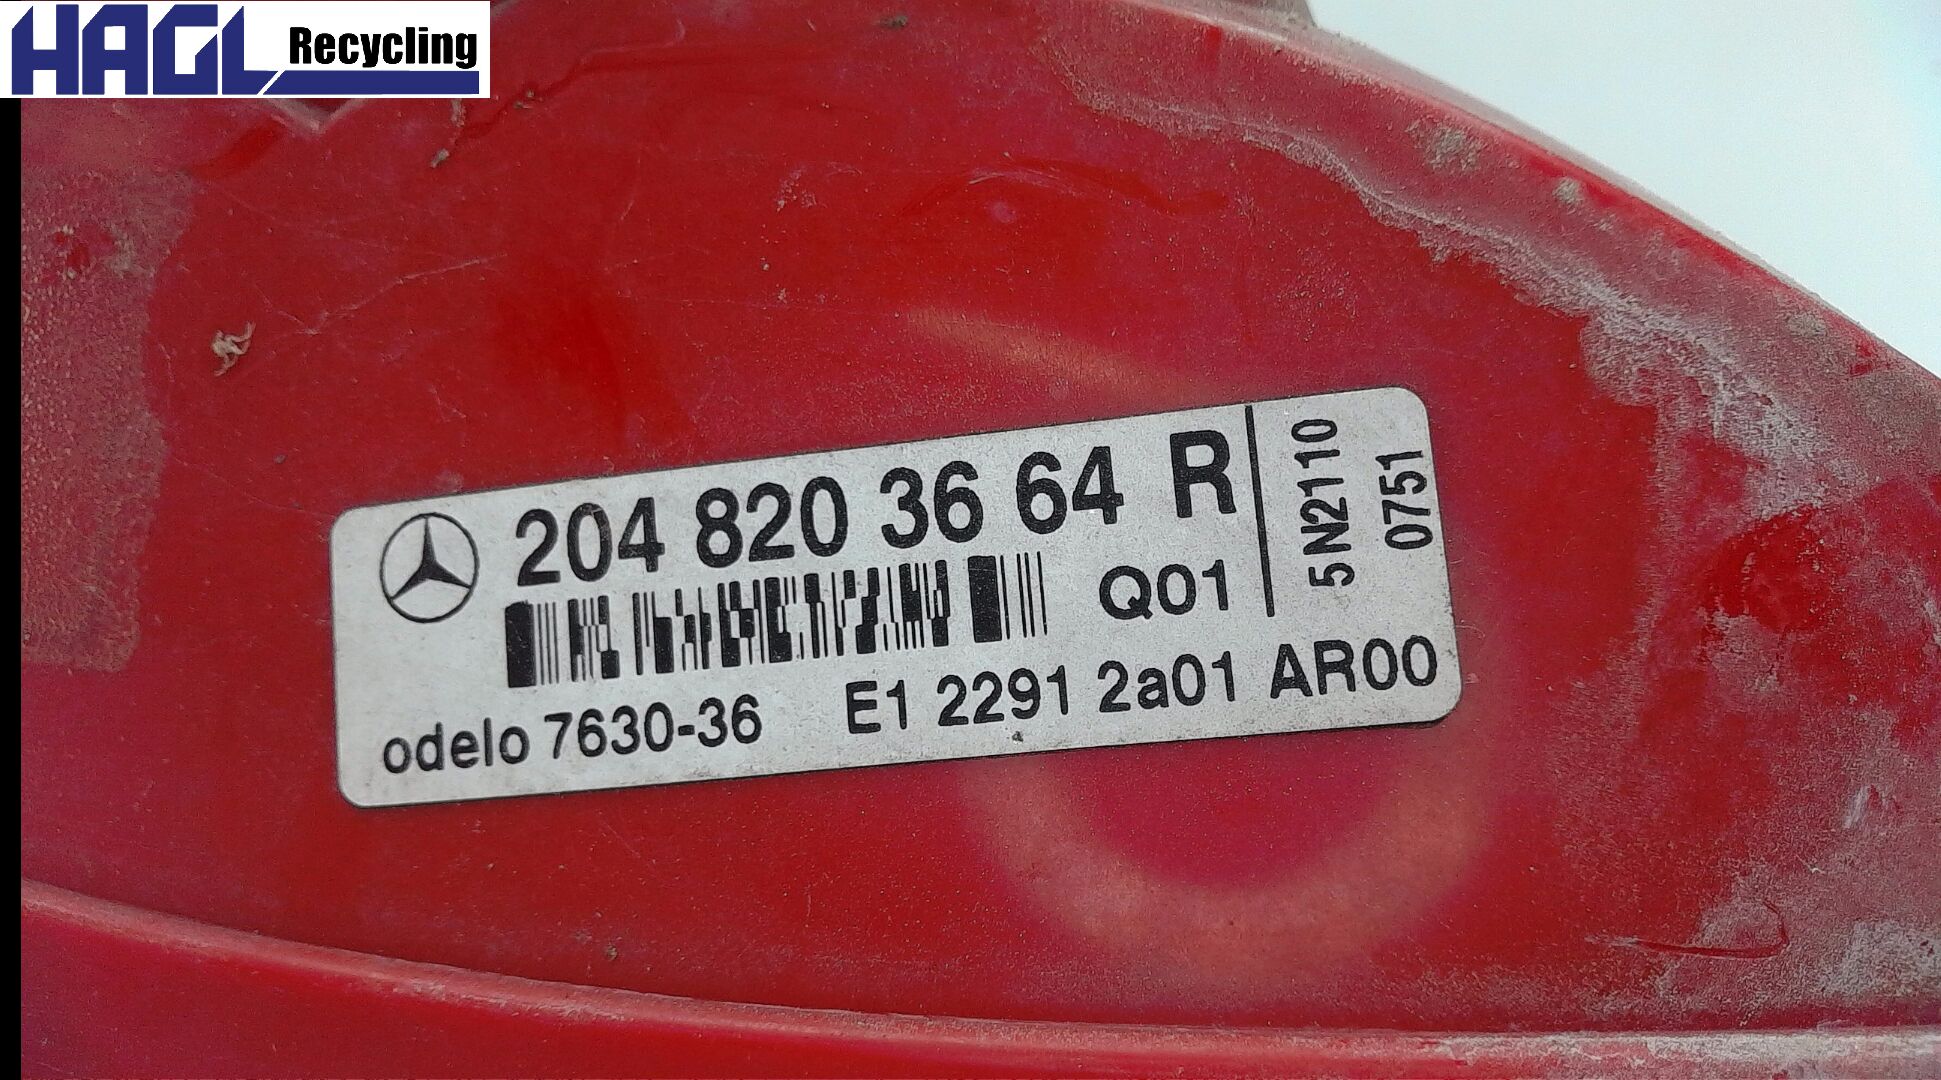 HAGL Recycling
204 820 36 64 R
Q01
5N2110
0751
odelo 7630-36 E1 2291 2a01 AR00